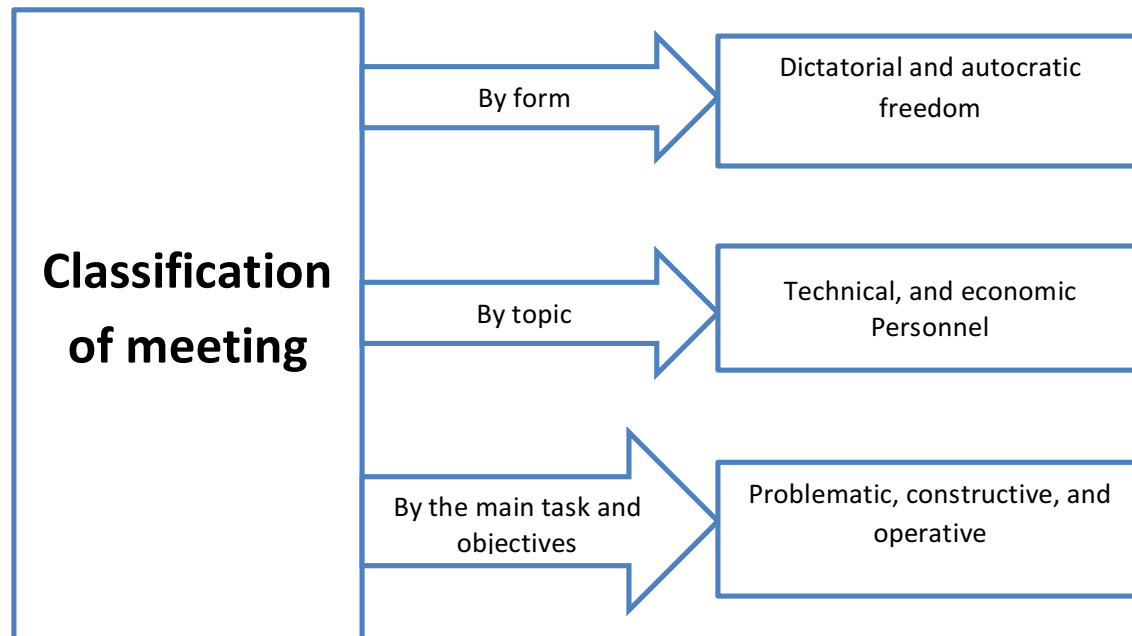 Classification
of meeting
By form
Dictatorial and autocratic
freedom
By topic
Technical, and economic
Personnel
By the main task and
objectives
Problematic, constructive, and
operative